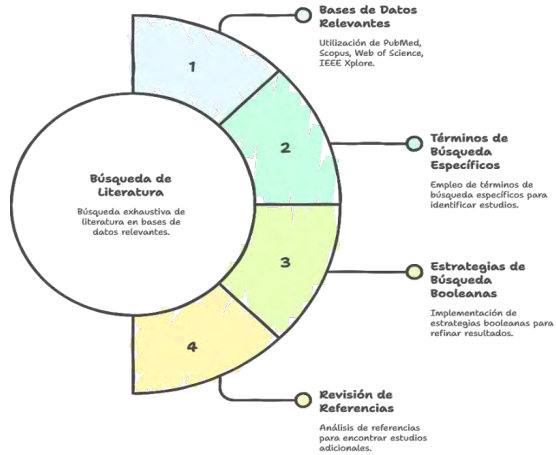 Búsqueda de
Literatura
Búsqueda exhaustiva de
literatura en bases de
datos relevantes.
1
Bases de Datos
Relevantes
Utilización de PubMed,
Scopus, Web of Science,
IEEE Xplore.
2
Términos de
Búsqueda
Específicos
Empleo de términos de
búsqueda específicos para
identificar estudios.
3
Estrategias de
Búsqueda
Booleanas
Implementación de
estrategias booleanas para
refinar resultados.
4
Revisión de
Referencias
Análisis de referencias
para encontrar estudios
adicionales.